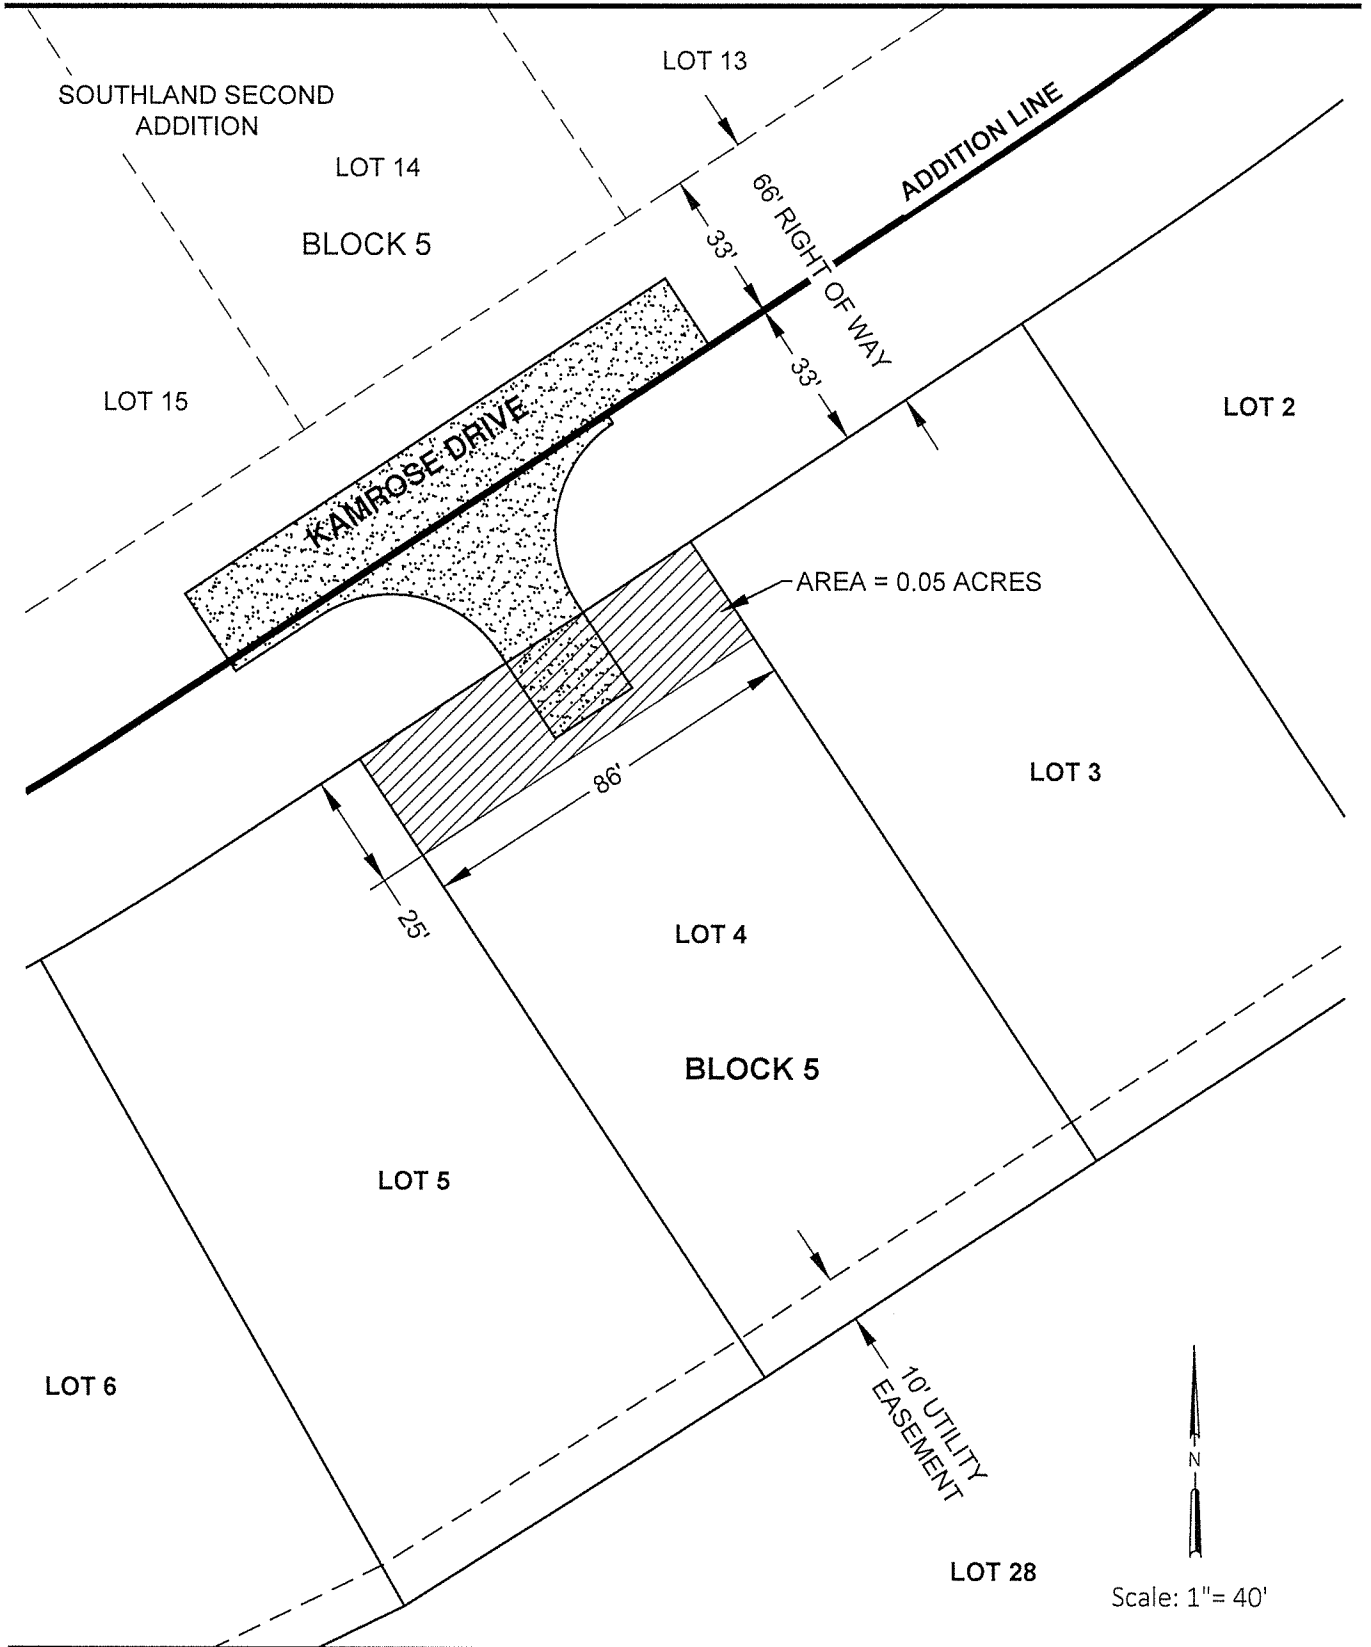 LOT 13
SOUTHLAND SECOND
ADDITION
ADDITION LINE
LOT 14
66' RIGHT OF WAY
BLOCK 5
33'
33'
LOT 15
LOT 2
KAMROSE DRIVE
AREA = 0.05 ACRES
86'
LOT 3
25'
LOT 4
BLOCK 5
LOT 5
LOT 6
10' UTILITY
EASEMENT
N
LOT 28
Scale: 1"= 40'